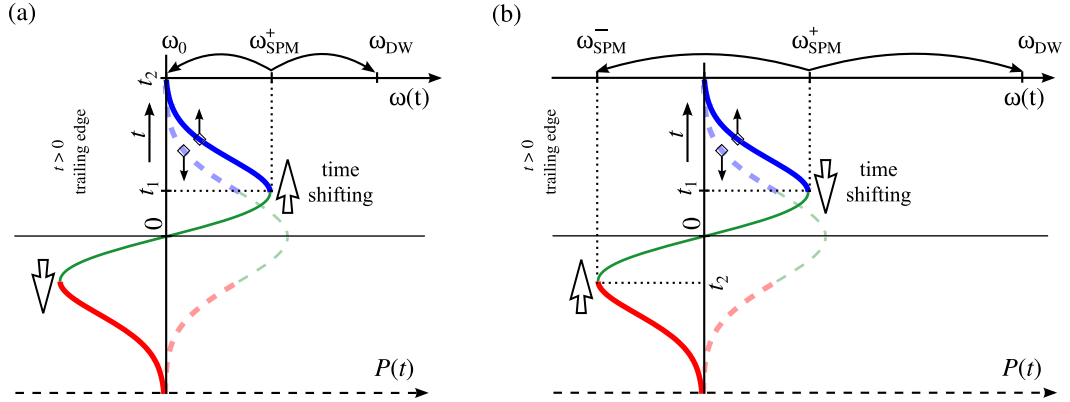 (a)
ω₀
ω⁺SPM
ωDW
ω(t)
t₂
t
t₁
0
t > 0
trailing edge
time
shifting
P(t)
(b)
ω⁻SPM
ω⁺SPM
ωDW
ω(t)
t
t₁
0
t₂
t > 0
trailing edge
time
shifting
P(t)